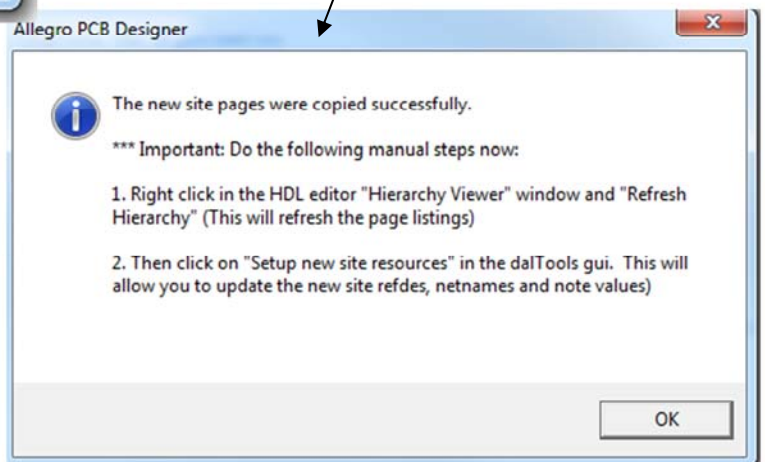 Allegro PCB Designer
The new site pages were copied successfully.
*** Important: Do the following manual steps now:
1. Right click in the HDL editor "Hierarchy Viewer" window and "Refresh
Hierarchy" (This will refresh the page listings)
2. Then click on "Setup new site resources" in the dalTools gui.  This will
allow you to update the new site refdes, netnames and note values)
OK